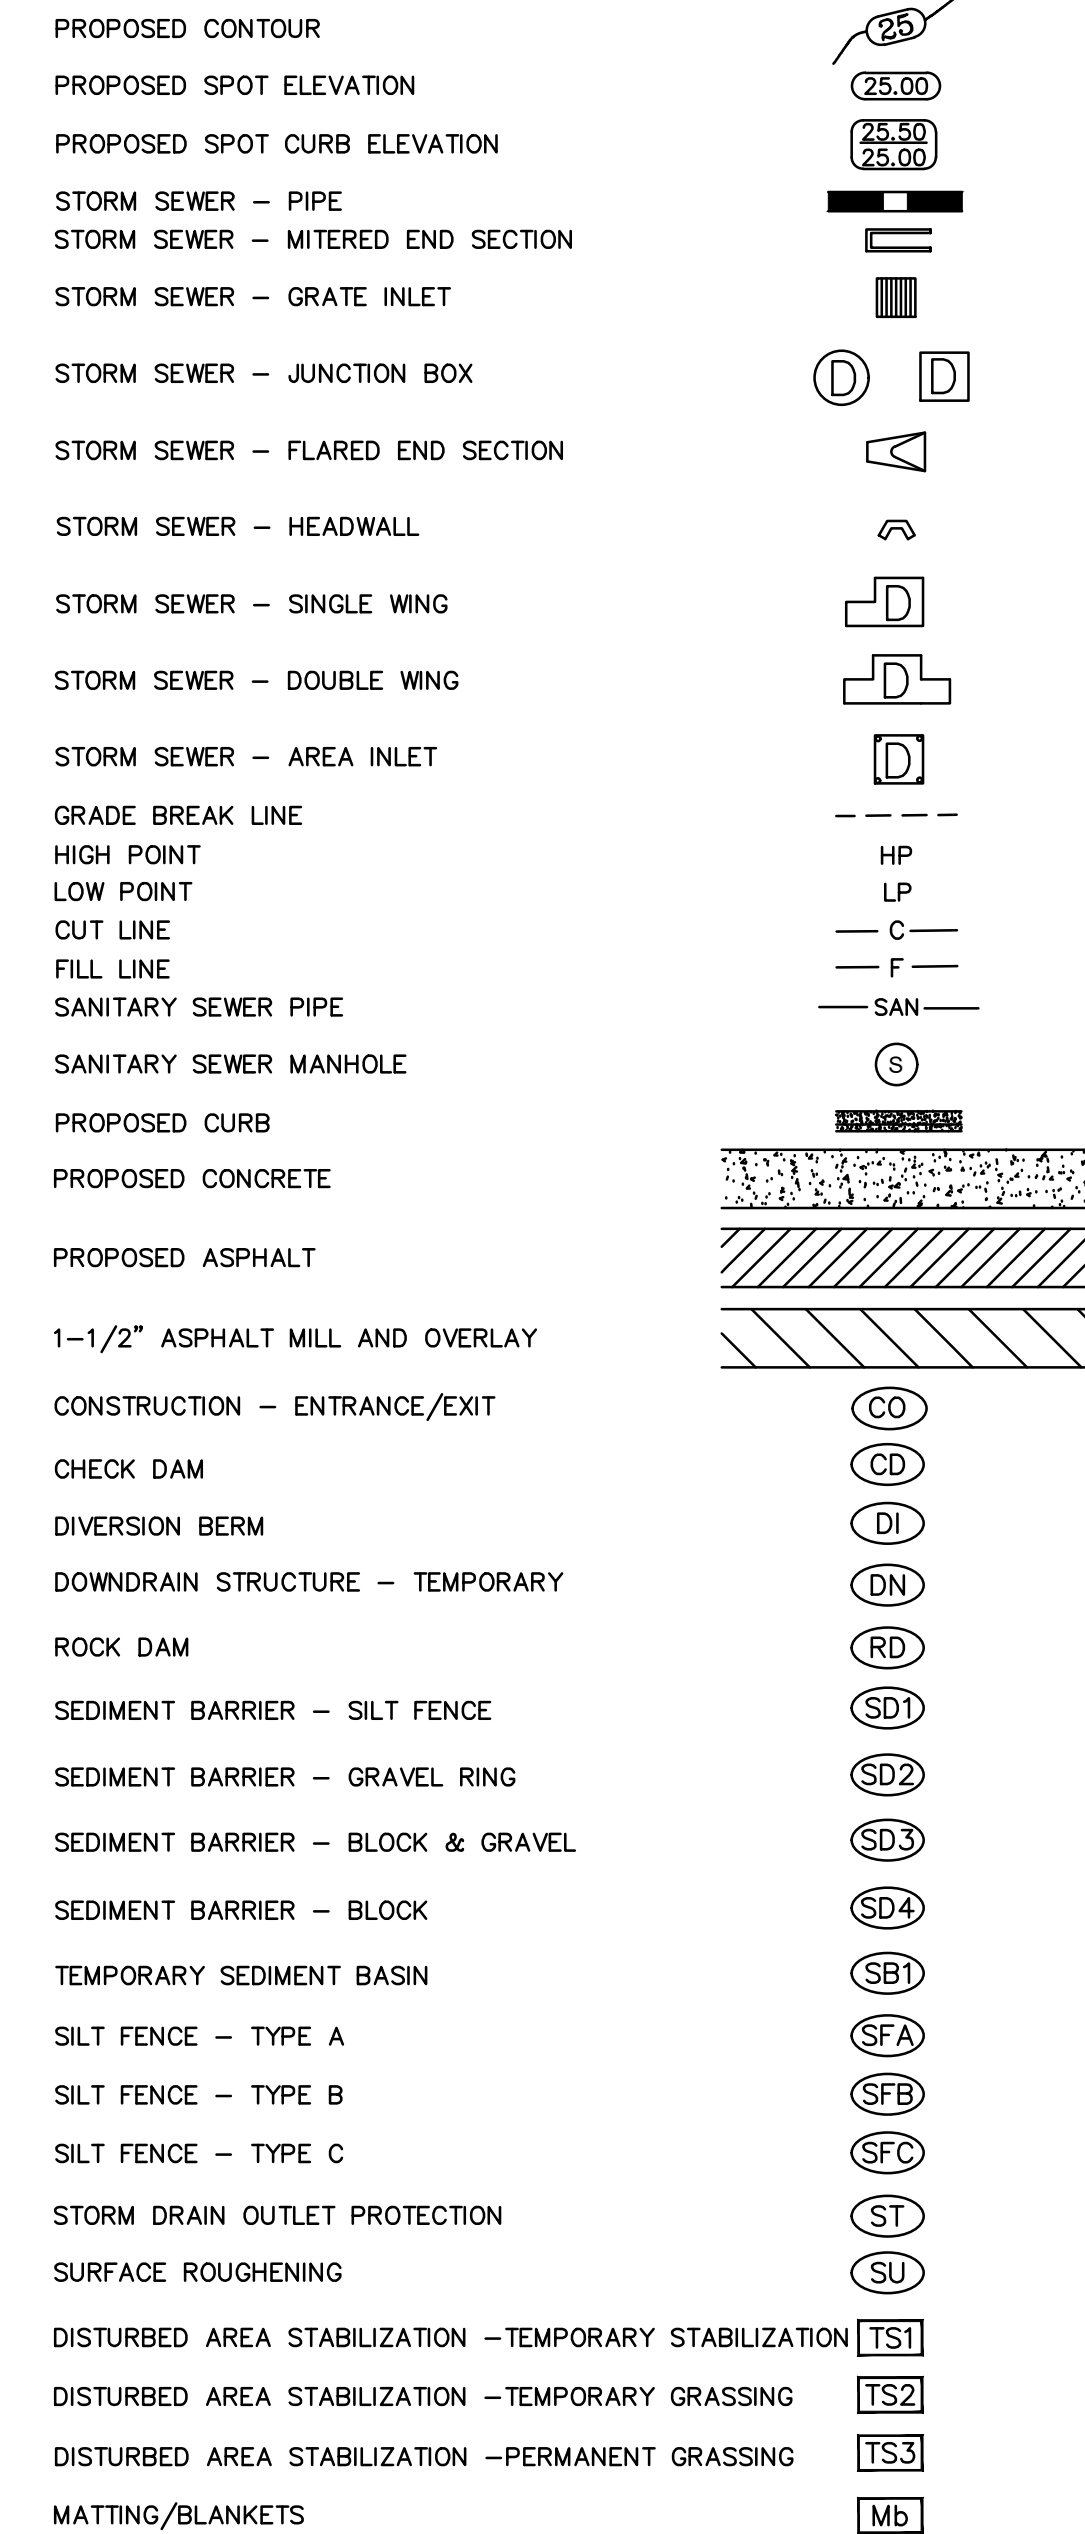 PROPOSED CONTOUR 25
PROPOSED SPOT ELEVATION 25.00
PROPOSED SPOT CURB ELEVATION 25.50
25.00
STORM SEWER – PIPE
STORM SEWER – MITERED END SECTION
STORM SEWER – GRATE INLET
STORM SEWER – JUNCTION BOX D D
STORM SEWER – FLARED END SECTION
STORM SEWER – HEADWALL
STORM SEWER – SINGLE WING D
STORM SEWER – DOUBLE WING D
STORM SEWER – AREA INLET D
GRADE BREAK LINE
HIGH POINT HP
LOW POINT LP
CUT LINE C
FILL LINE F
SANITARY SEWER PIPE SAN
SANITARY SEWER MANHOLE S
PROPOSED CURB
PROPOSED CONCRETE
PROPOSED ASPHALT
1–1/2" ASPHALT MILL AND OVERLAY
CONSTRUCTION – ENTRANCE/EXIT CO
CHECK DAM CD
DIVERSION BERM DI
DOWNDRAIN STRUCTURE – TEMPORARY DN
ROCK DAM RD
SEDIMENT BARRIER – SILT FENCE SD1
SEDIMENT BARRIER – GRAVEL RING SD2
SEDIMENT BARRIER – BLOCK & GRAVEL SD3
SEDIMENT BARRIER – BLOCK SD4
TEMPORARY SEDIMENT BASIN SB1
SILT FENCE – TYPE A SFA
SILT FENCE – TYPE B SFB
SILT FENCE – TYPE C SFC
STORM DRAIN OUTLET PROTECTION ST
SURFACE ROUGHENING SU
DISTURBED AREA STABILIZATION –TEMPORARY STABILIZATION TS1
DISTURBED AREA STABILIZATION –TEMPORARY GRASSING TS2
DISTURBED AREA STABILIZATION –PERMANENT GRASSING TS3
MATTING/BLANKETS Mb